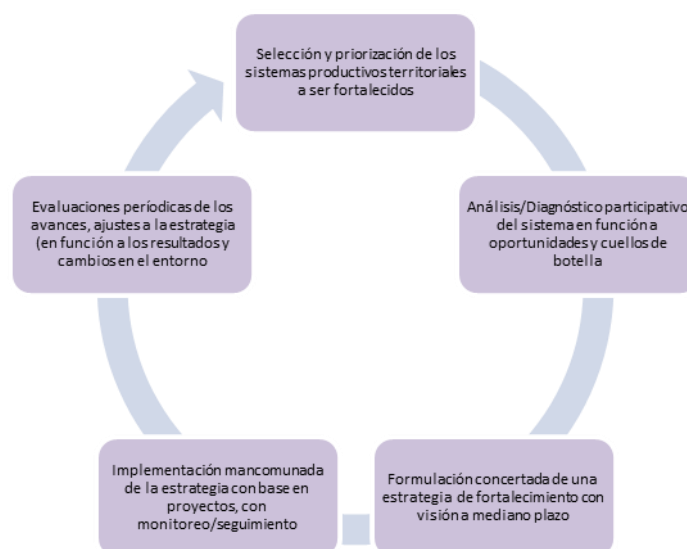 Selección y priorización de los
sistemas productivos territoriales
a ser fortalecidos
Análisis/Diagnóstico participativo
del sistema en función a
oportunidades y cuellos de
botella
Formulación concertada de una
estrategia de fortalecimiento con
visión a mediano plazo
Implementación mancomunada
de la estrategia con base en
proyectos, con
monitoreo/seguimiento
Evaluaciones períodicas de los
avances, ajustes a la estrategia
(en función a los resultados y
cambios en el entorno